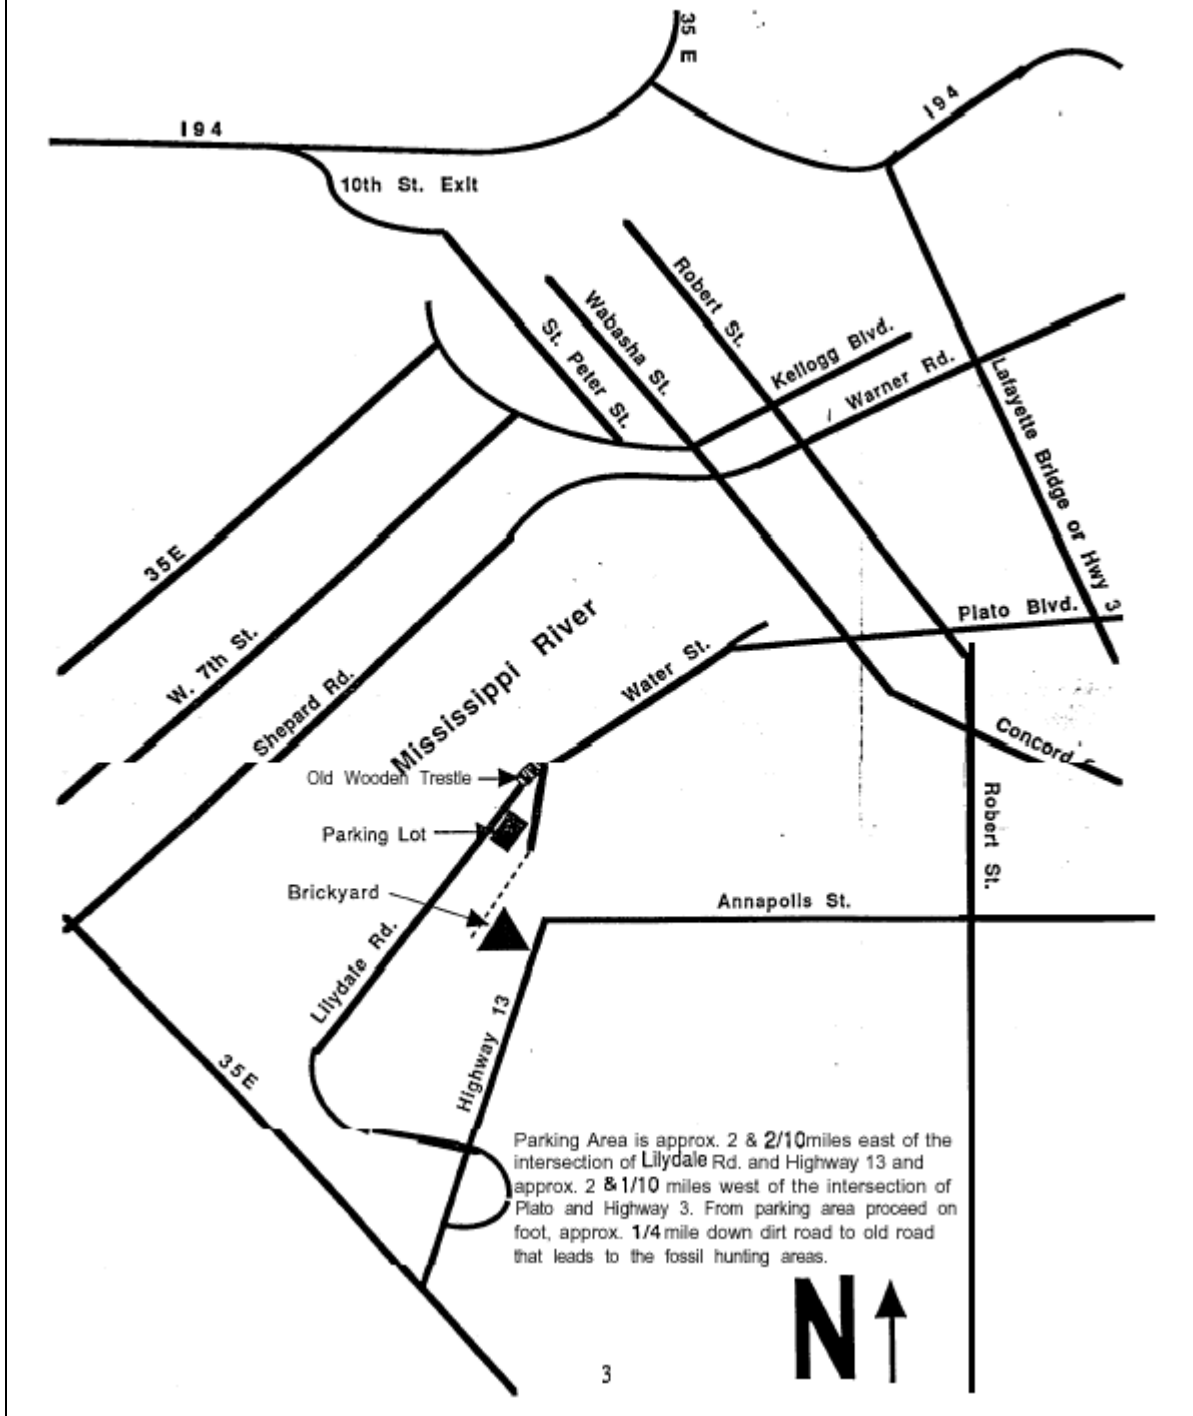 35 E
I94
I94
10th St. Exit
Robert St.
Wabasha St.
St. Peter St.
Kellogg Blvd.
Warner Rd.
Lafayette Bridge or Hwy 3
35E
W. 7th St.
Shepard Rd.
Mississippi River
Plato Blvd.
Water St.
Concord
Old Wooden Trestle
Robert St.
Parking Lot
Brickyard
Annapolis St.
Lilydale Rd.
Highway 13
35E
Parking Area is approx. 2 & 2/10 miles east of the
intersection of Lilydale Rd. and Highway 13 and
approx. 2 & 1/10 miles west of the intersection of
Plato and Highway 3. From parking area proceed on
foot, approx. 1/4 mile down dirt road to old road
that leads to the fossil hunting areas.
N
3